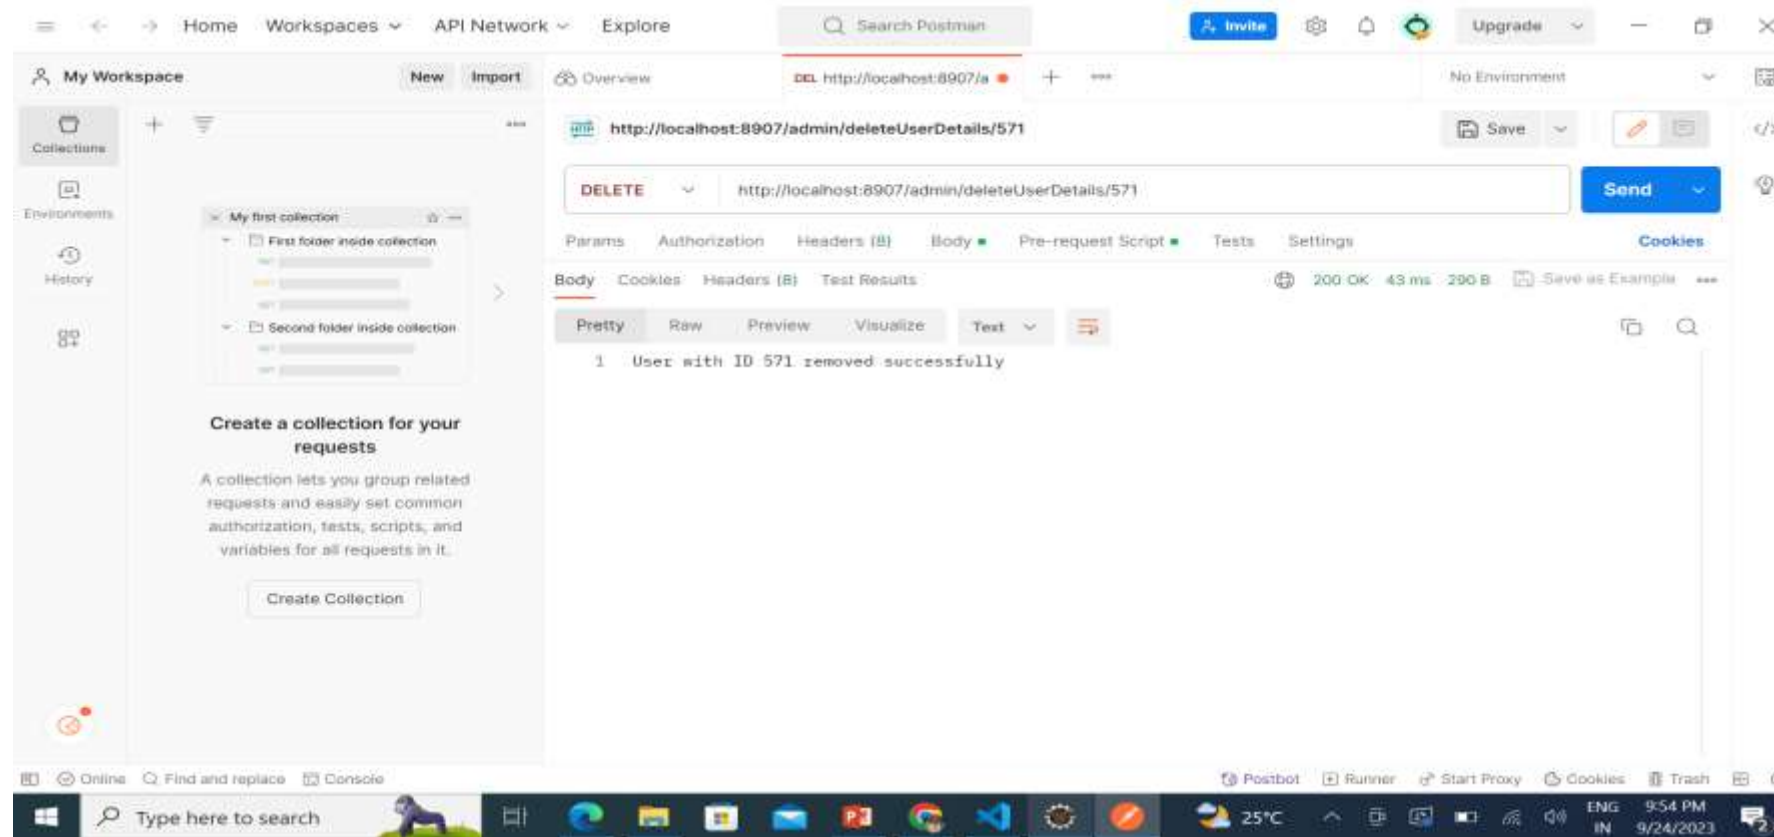 Home Workspaces API Network Explore Search Postman Invite Upgrade
My Workspace New Import Overview DEL http://localhost:8907/a No Environment
Collections
http://localhost:8907/admin/deleteUserDetails/571 Save
Environments
DELETE http://localhost:8907/admin/deleteUserDetails/571 Send
My first collection
First folder inside collection
Params Authorization Headers (8) Body Pre-request Script Tests Settings Cookies
History
Body Cookies Headers (8) Test Results 200 OK 43 ms 290 B Save as Example
Second folder inside collection
Pretty Raw Preview Visualize Text
1 User with ID 571 removed successfully
Create a collection for your
requests
A collection lets you group related
requests and easily set common
authorization, tests, scripts, and
variables for all requests in it.
Create Collection
Online Find and replace Console Postbot Runner Start Proxy Cookies Trash
Type here to search 25°C ENG 9:54 PM
IN 9/24/2023